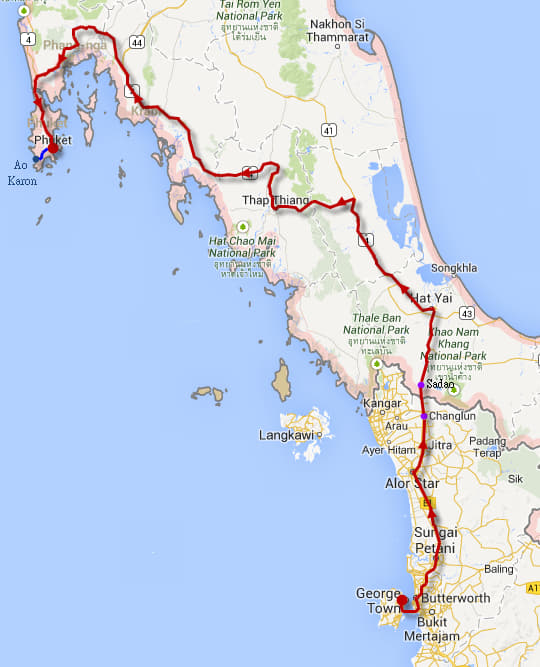 Tai Rom Yen
National Park
อุทยานแห่งชาติ
ใต้ร่มเย็น
Nakhon Si
Thammarat
4
Phang Nga
44
4
Krabi
41
Phuket
Ao
Karon
4
Thap Thiang
Hat Chao Mai
National Park
อุทยานแห่งชาติ
หาดเจ้าไหม
4
Songkhla
Hat Yai
43
Thale Ban
National Park
อุทยานแห่งชาติ
ทะเลบัน
Khao Nam
Khang
National Park
อุทยานแห่งชาติ
เขาน้ำค้าง
Sadao
Kangar
Changlun
Arau
Langkawi
Ayer Hitam
Jitra
Padang
Terap
Alor Star
Sik
E1
Sungai
Petani
Baling
George
Town
Butterworth
A1
Bukit
Mertajam